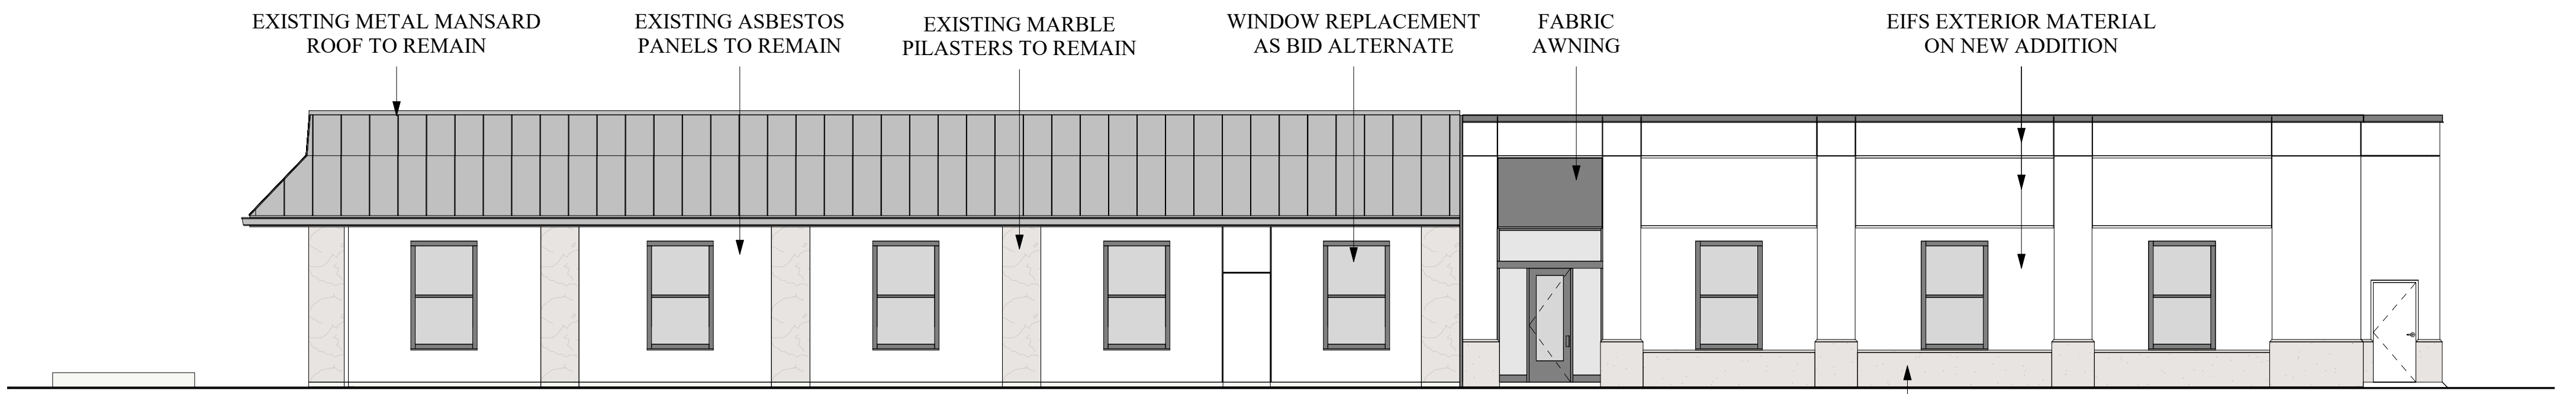 EXISTING METAL MANSARD
ROOF TO REMAIN
EXISTING ASBESTOS
PANELS TO REMAIN
EXISTING MARBLE
PILASTERS TO REMAIN
WINDOW REPLACEMENT
AS BID ALTERNATE
FABRIC
AWNING
EIFS EXTERIOR MATERIAL
ON NEW ADDITION